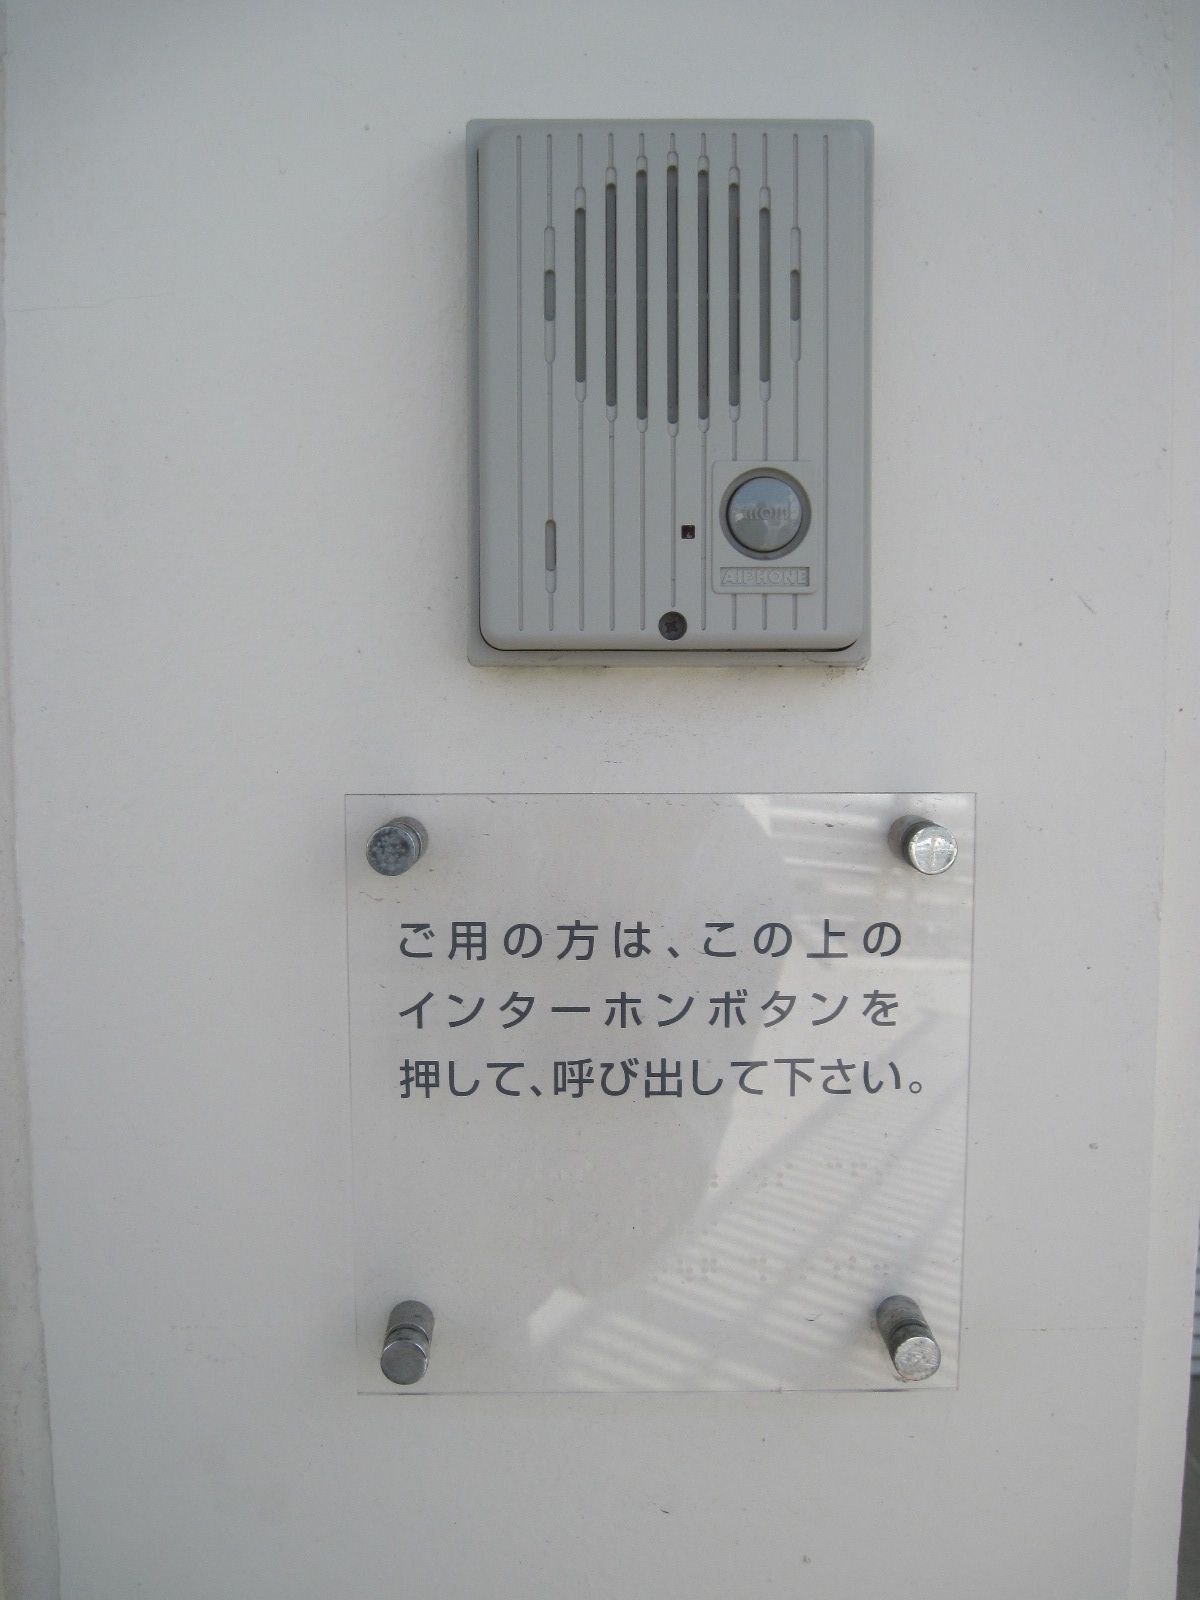 AIPHONE
ご用の方は、この上の
インターホンボタンを
押して、呼び出して下さい。